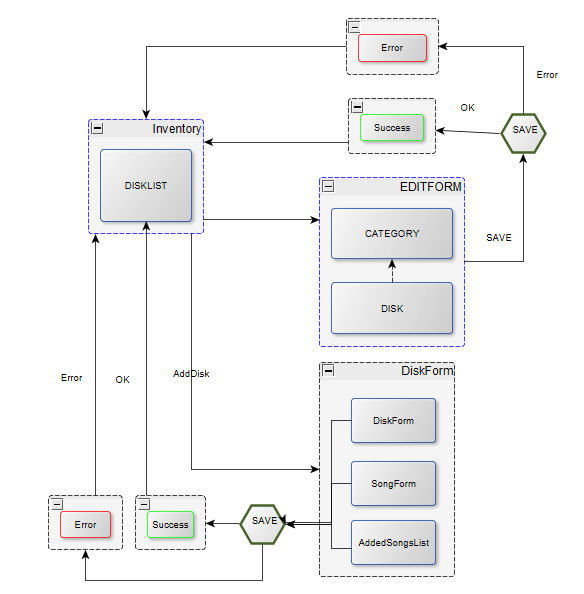 Error
Error
OK
Success
SAVE
Inventory
DISKLIST
EDITFORM
CATEGORY
SAVE
DISK
AddDisk
Error
OK
DiskForm
DiskForm
SongForm
Error
Success
SAVE
AddedSongsList